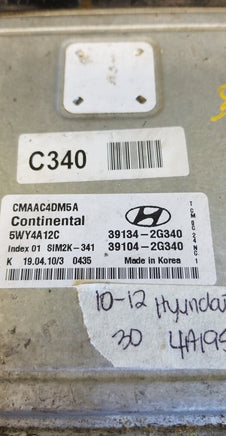 C340
CMAAC4DM5A
Continental
5WY4A12C 39134-2G340
Index 01 SIM2K-341 39104-2G340
K 19.04.10/3 0435 Made in Korea
10-12 Hyundai
30 4A195